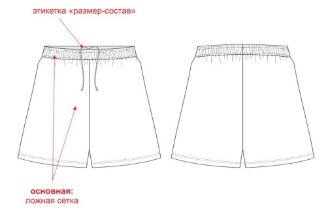 этикетка «размер-состав»
основная:
ложная сетка